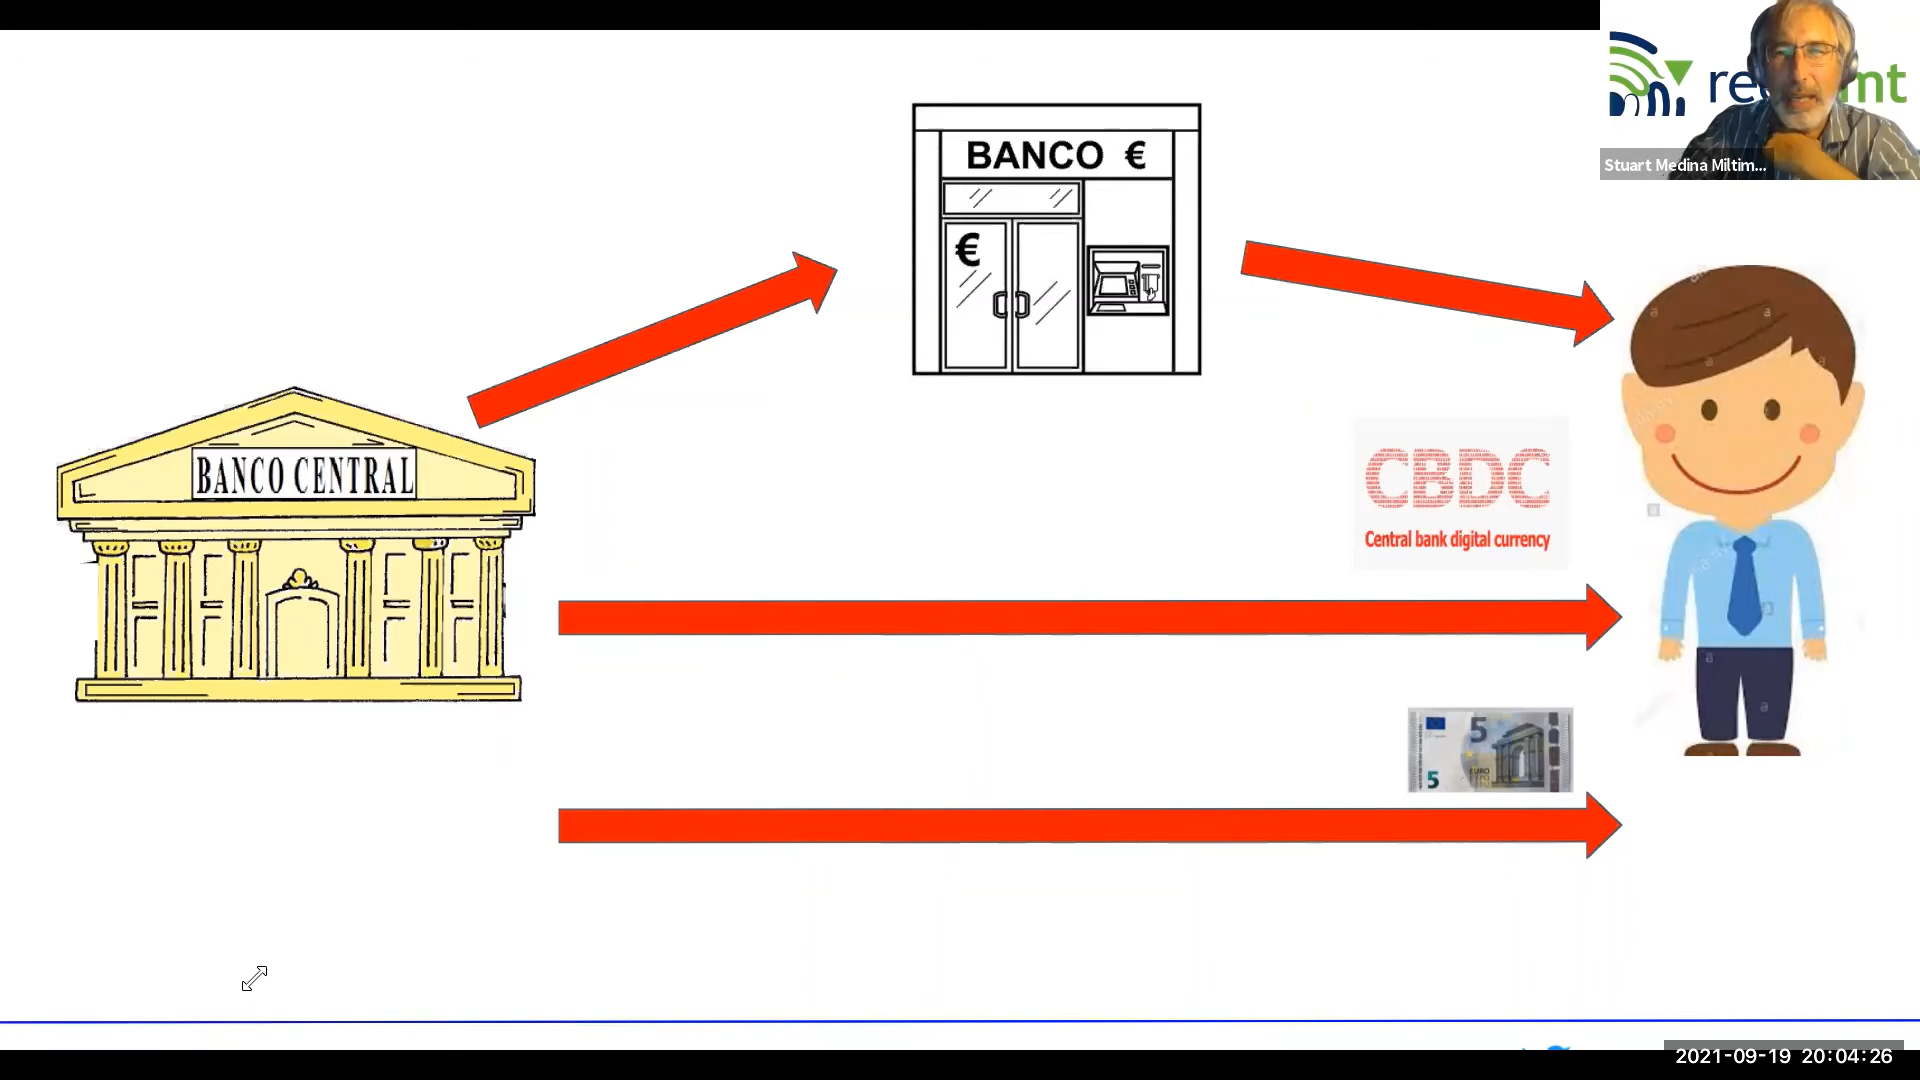 BANCO €
€
Stuart Medina Miltim...
BANCO CENTRAL
CBDC
Central bank digital currency
5
5
EURO
2021-09-19 20:04:26